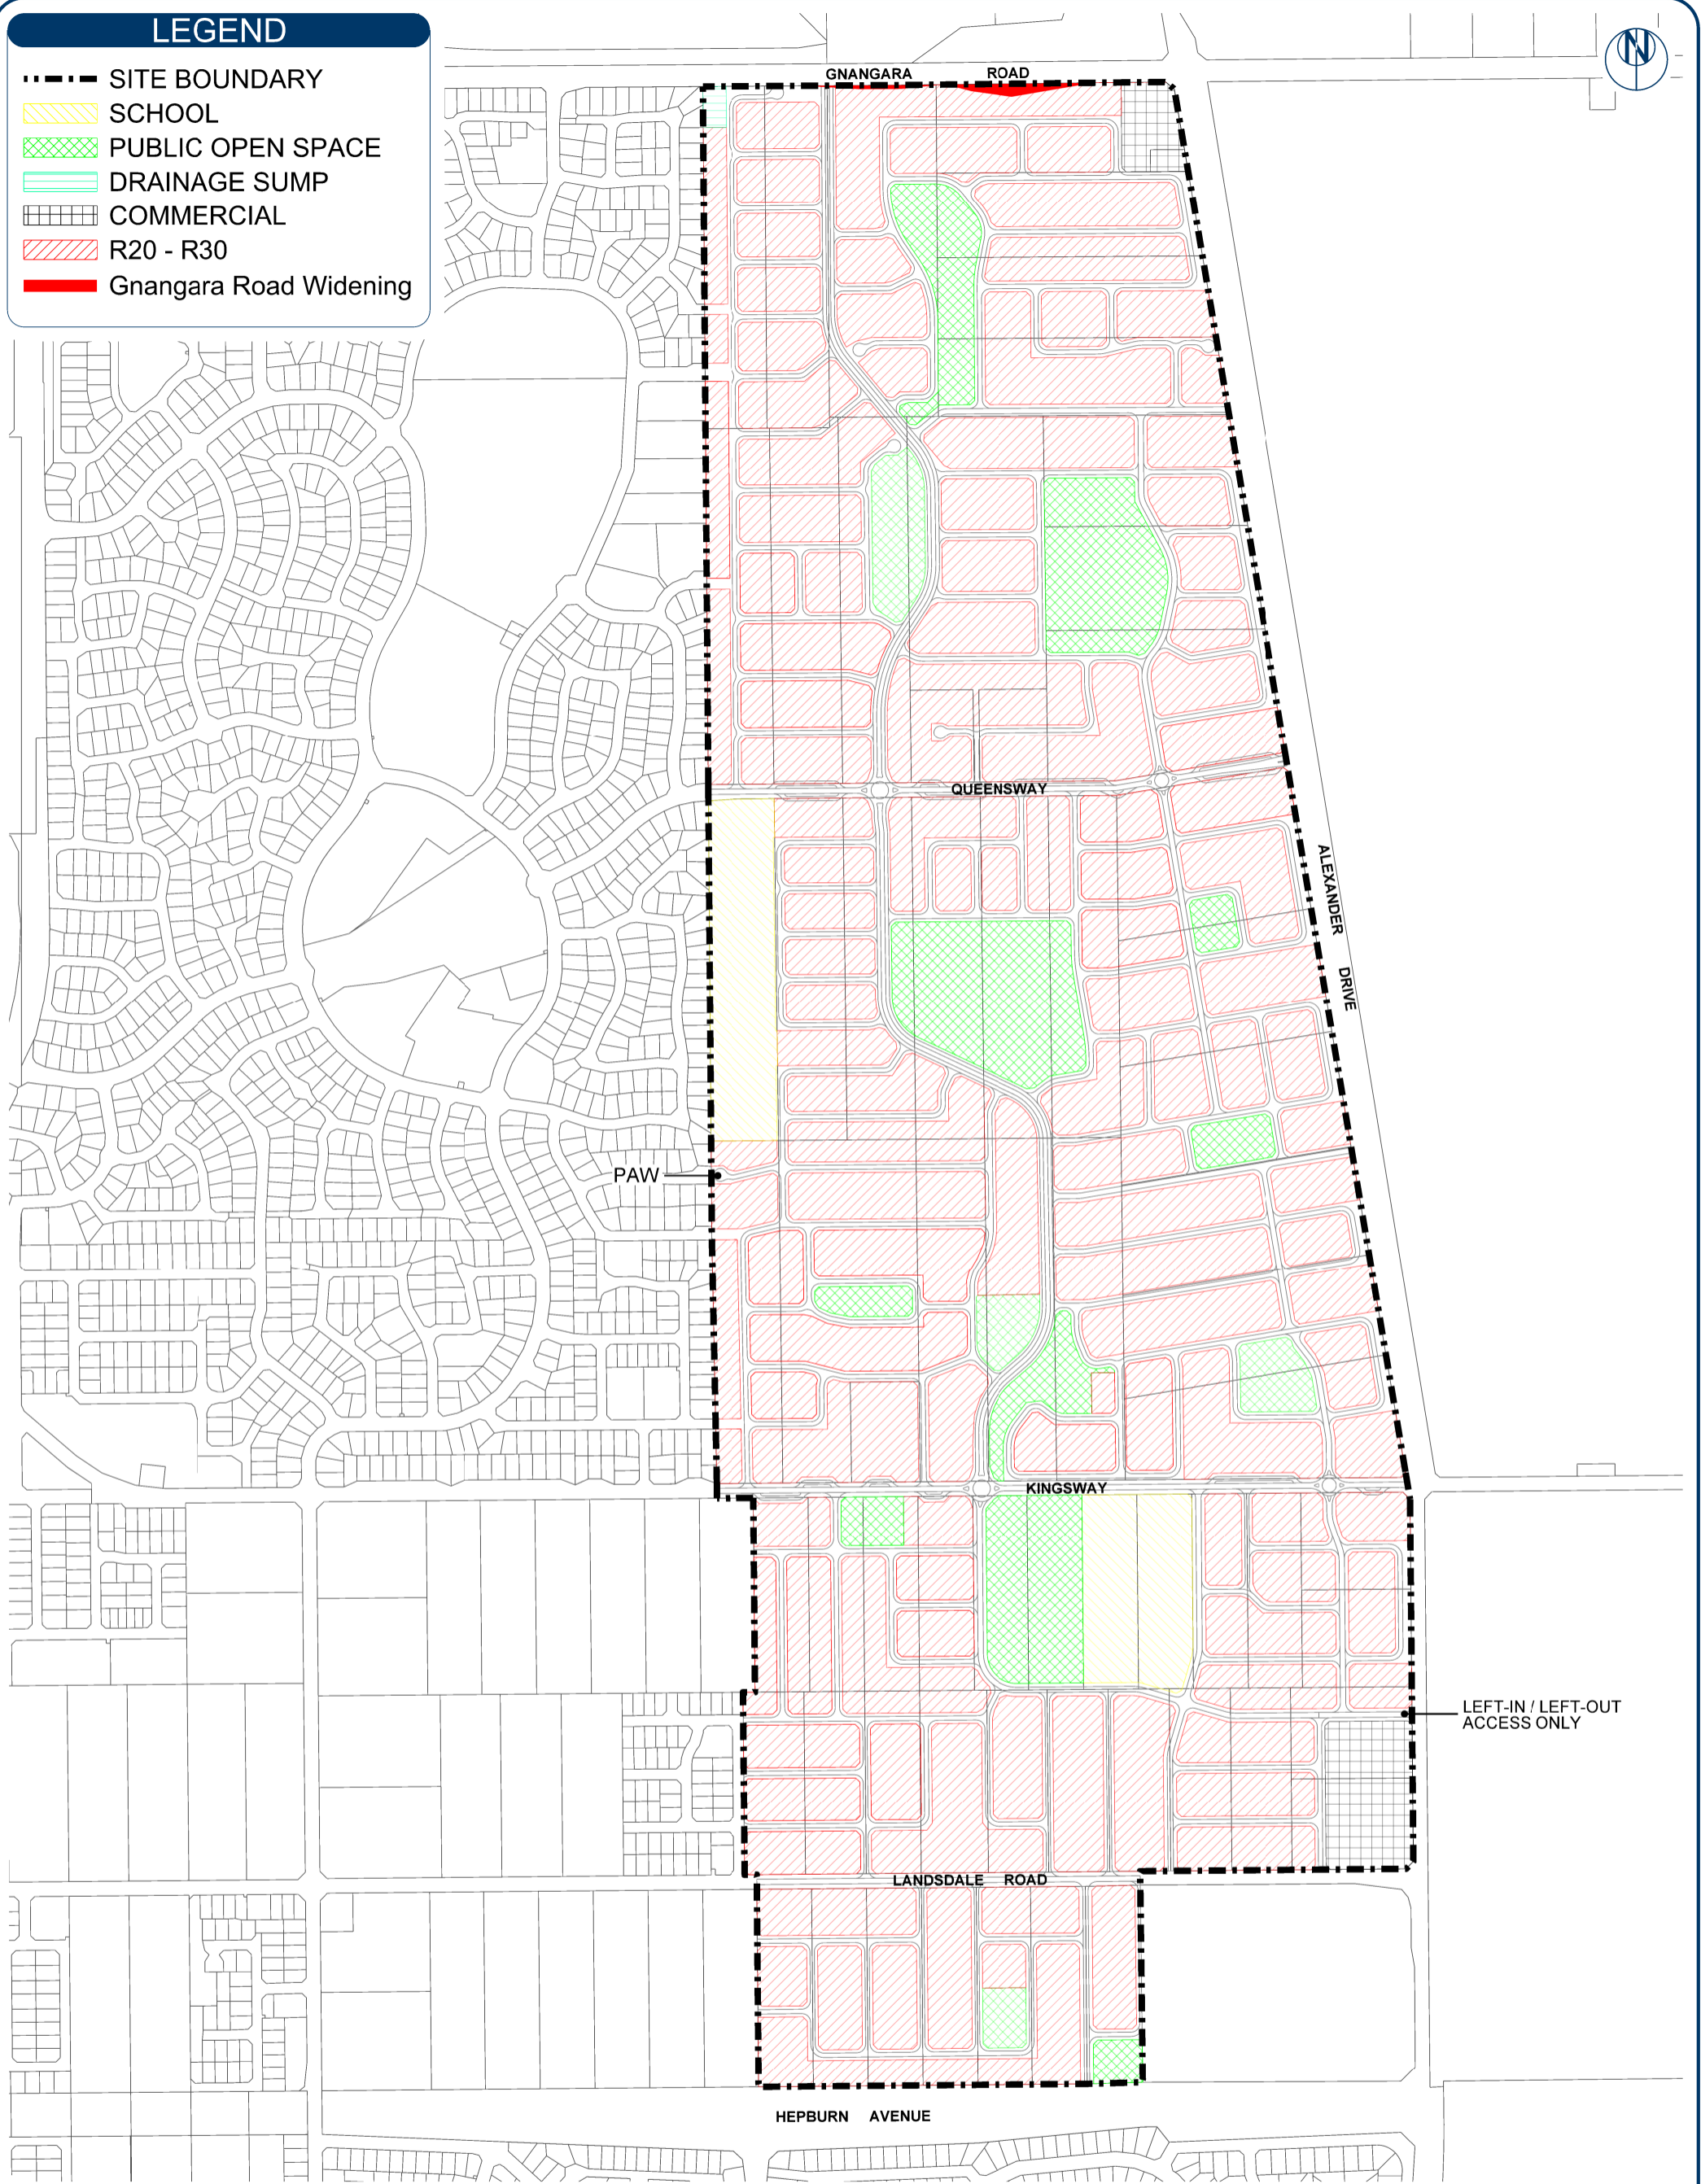 LEGEND
SITE BOUNDARY
SCHOOL
PUBLIC OPEN SPACE
DRAINAGE SUMP
COMMERCIAL
R20 - R30
Gnangara Road Widening
N
GNANGARA ROAD
QUEENSWAY
ALEXANDER DRIVE
PAW
KINGSWAY
LEFT-IN / LEFT-OUT
ACCESS ONLY
LANDSDALE ROAD
HEPBURN AVENUE